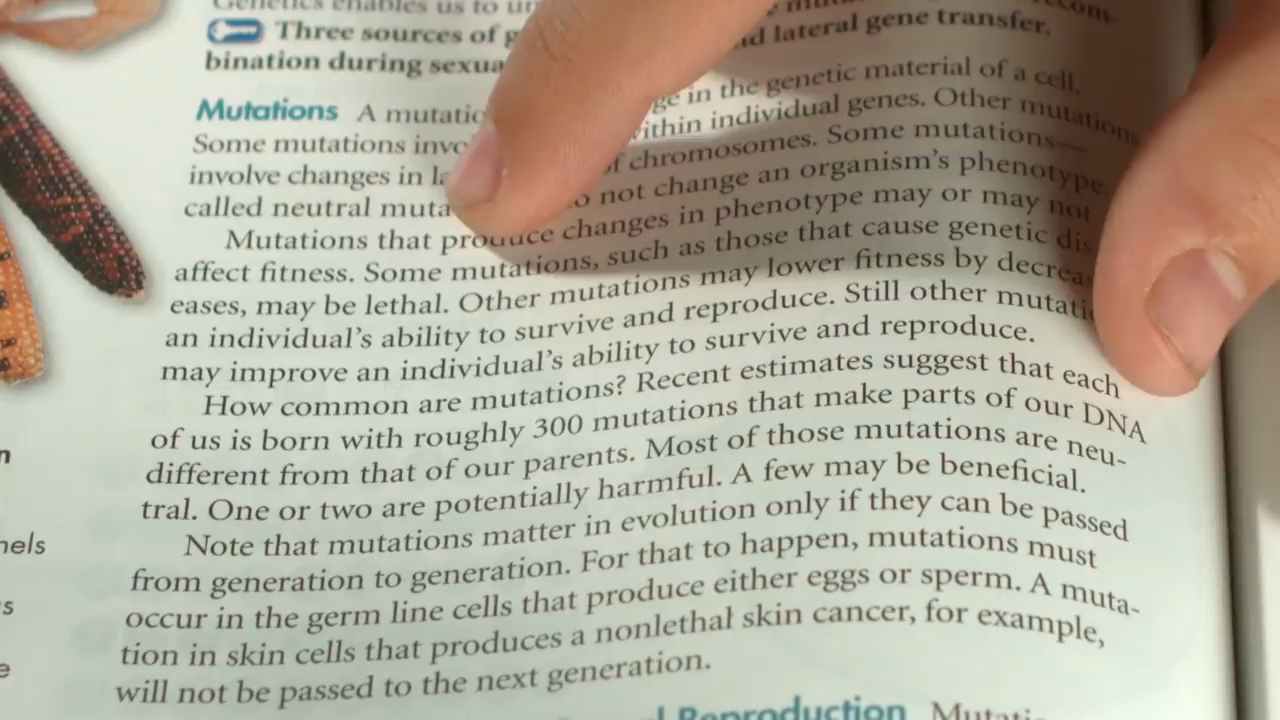 Genetics enables us to
Three sources of
nd lateral gene transfer.
bination during sexua
Mutations A mutatio
ge in the genetic material of a cell.
Some mutations invo
ithin individual genes. Other mutations
involve changes in la
of chromosomes. Some mutations—
called neutral muta
o not change an organism's phenotype.
Mutations that produce changes in phenotype may or may not
affect fitness. Some mutations, such as those that cause genetic dis
eases, may be lethal. Other mutations may lower fitness by decrea
an individual's ability to survive and reproduce. Still other mutati
may improve an individual's ability to survive and reproduce.
How common are mutations? Recent estimates suggest that each
of us is born with roughly 300 mutations that make parts of our DNA
different from that of our parents. Most of those mutations are neu-
tral. One or two are potentially harmful. A few may be beneficial.
Note that mutations matter in evolution only if they can be passed
from generation to generation. For that to happen, mutations must
occur in the germ line cells that produce either eggs or sperm. A muta-
tion in skin cells that produces a nonlethal skin cancer, for example,
will not be passed to the next generation.
Reproduction Mutatio
n
nels
s
e